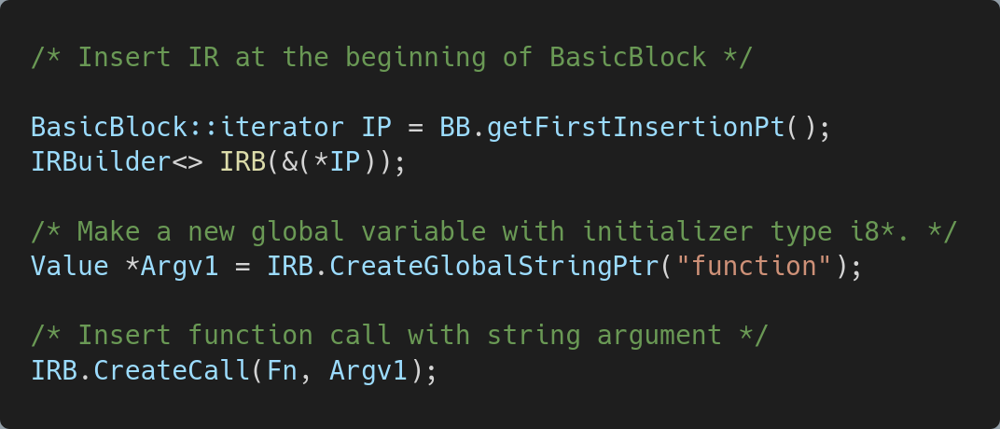 /* Insert IR at the beginning of BasicBlock */
BasicBlock::iterator IP = BB.getFirstInsertionPt();
IRBuilder<> IRB(&(*IP));
/* Make a new global variable with initializer type i8*. */
Value *Argv1 = IRB.CreateGlobalStringPtr("function");
/* Insert function call with string argument */
IRB.CreateCall(Fn, Argv1);